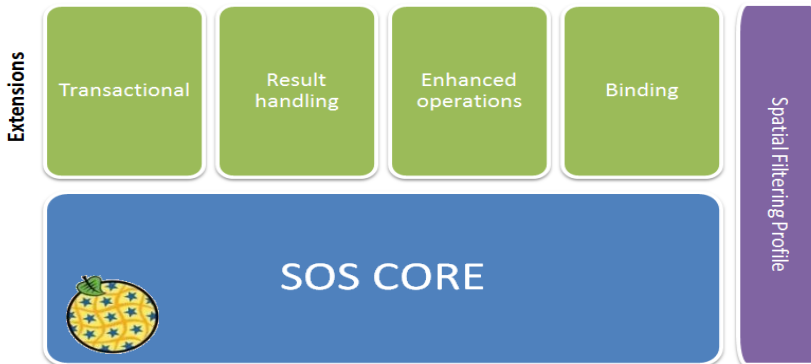 Extensions
Transactional
Result
handling
Enhanced
operations
Binding
Spatial Filtering Profile
SOS CORE